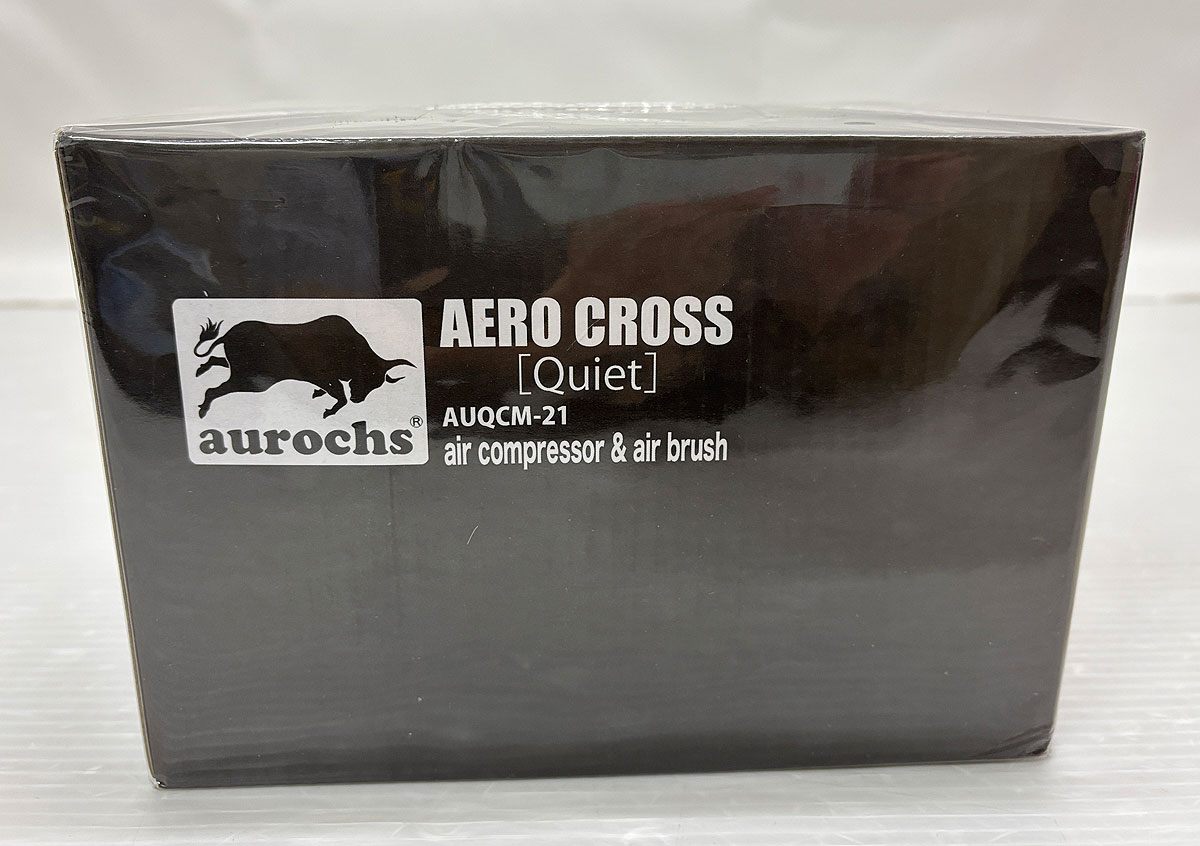 AERO CROSS
[Quiet]
AUQCM-21
air compressor & air brush
aurochs®